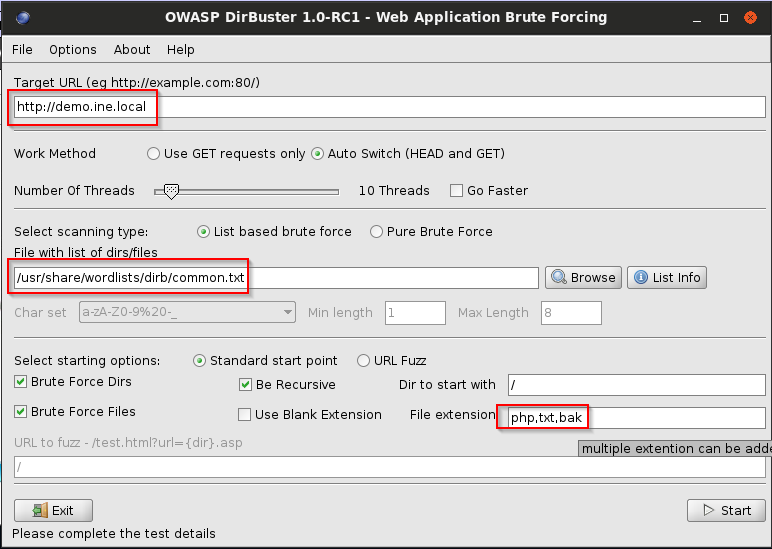 OWASP DirBuster 1.0-RC1 - Web Application Brute Forcing
File Options About Help
Target URL (eg http://example.com:80/)
http://demo.ine.local
Work Method Use GET requests only Auto Switch (HEAD and GET)
Number Of Threads 10 Threads Go Faster
Select scanning type: List based brute force Pure Brute Force
File with list of dirs/files
/usr/share/wordlists/dirb/common.txt Browse List Info
Char set a-zA-Z0-9%20-_ Min length 1 Max Length 8
Select starting options: Standard start point URL Fuzz
Brute Force Dirs Be Recursive Dir to start with /
Brute Force Files Use Blank Extension File extension php,txt,bak
URL to fuzz - /test.html?url={dir}.asp
multiple extention can be adde
/
Exit Start
Please complete the test details